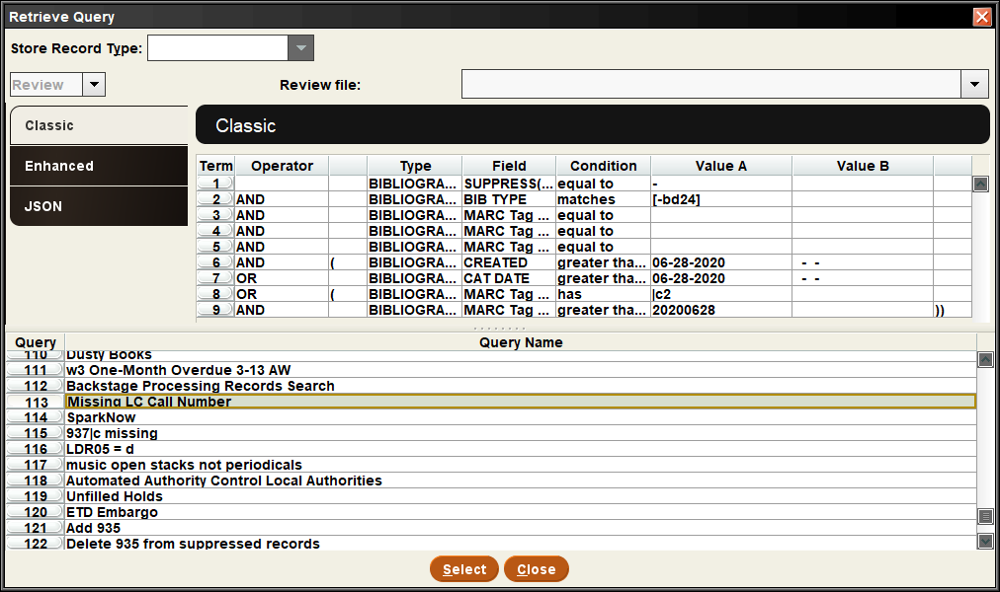 Retrieve Query
Store Record Type:
Review Review file:
Classic
Enhanced
JSON
Classic
Term Operator Type Field Condition Value A Value B
1 BIBLIOGRA... SUPPRESS(... equal to -
2 AND BIBLIOGRA... BIB TYPE matches [-bd24]
3 AND BIBLIOGRA... MARC Tag ... equal to
4 AND BIBLIOGRA... MARC Tag ... equal to
5 AND BIBLIOGRA... MARC Tag ... equal to
6 AND ( BIBLIOGRA... CREATED greater tha... 06-28-2020 - -
7 OR BIBLIOGRA... CAT DATE greater tha... 06-28-2020 - -
8 OR ( BIBLIOGRA... MARC Tag ... has |c2
9 AND BIBLIOGRA... MARC Tag ... greater tha... 20200628 ))
Query Query Name
110 Dusty Books
111 w3 One-Month Overdue 3-13 AW
112 Backstage Processing Records Search
113 Missing LC Call Number
114 SparkNow
115 937|c missing
116 LDR05 = d
117 music open stacks not periodicals
118 Automated Authority Control Local Authorities
119 Unfilled Holds
120 ETD Embargo
121 Add 935
122 Delete 935 from suppressed records
Select Close